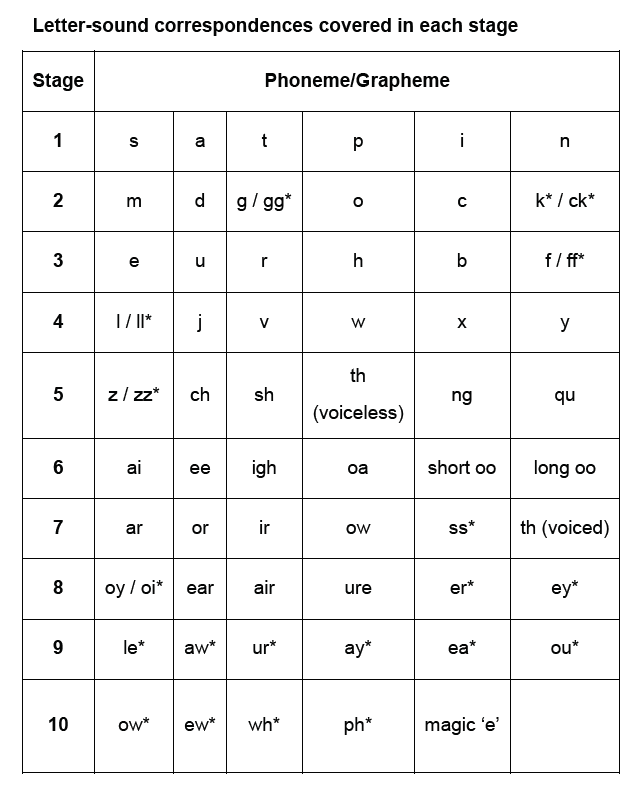 Letter-sound correspondences covered in each stage
Stage Phoneme/Grapheme
1 s a t p i n
2 m d g / gg* o c k* / ck*
3 e u r h b f / ff*
4 l / ll* j v w x y
5 z / zz* ch sh th (voiceless) ng qu
6 ai ee igh oa short oo long oo
7 ar or ir ow ss* th (voiced)
8 oy / oi* ear air ure er* ey*
9 le* aw* ur* ay* ea* ou*
10 ow* ew* wh* ph* magic ‘e’